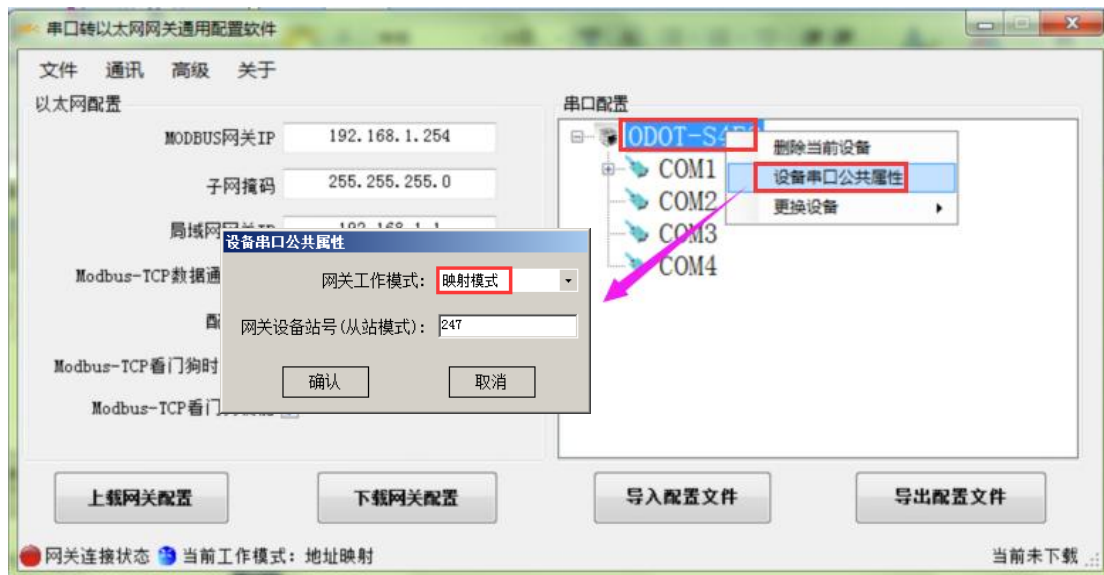 串口转以太网网关通用配置软件
文件 通讯 高级 关于
以太网配置
MODBUS网关IP 192.168.1.254
子网掩码 255.255.255.0
局域网
Modbus-TCP数据通
Modbus-TCP看门狗时
Modbus-TCP看门
串口配置
ODOT-S4
COM1
COM2
COM3
COM4
删除当前设备
设备串口公共属性
更换设备
设备串口公共属性
网关工作模式: 映射模式
网关设备站号(从站模式): 247
确认 取消
上载网关配置 下载网关配置 导入配置文件 导出配置文件
网关连接状态 当前工作模式: 地址映射 当前未下载